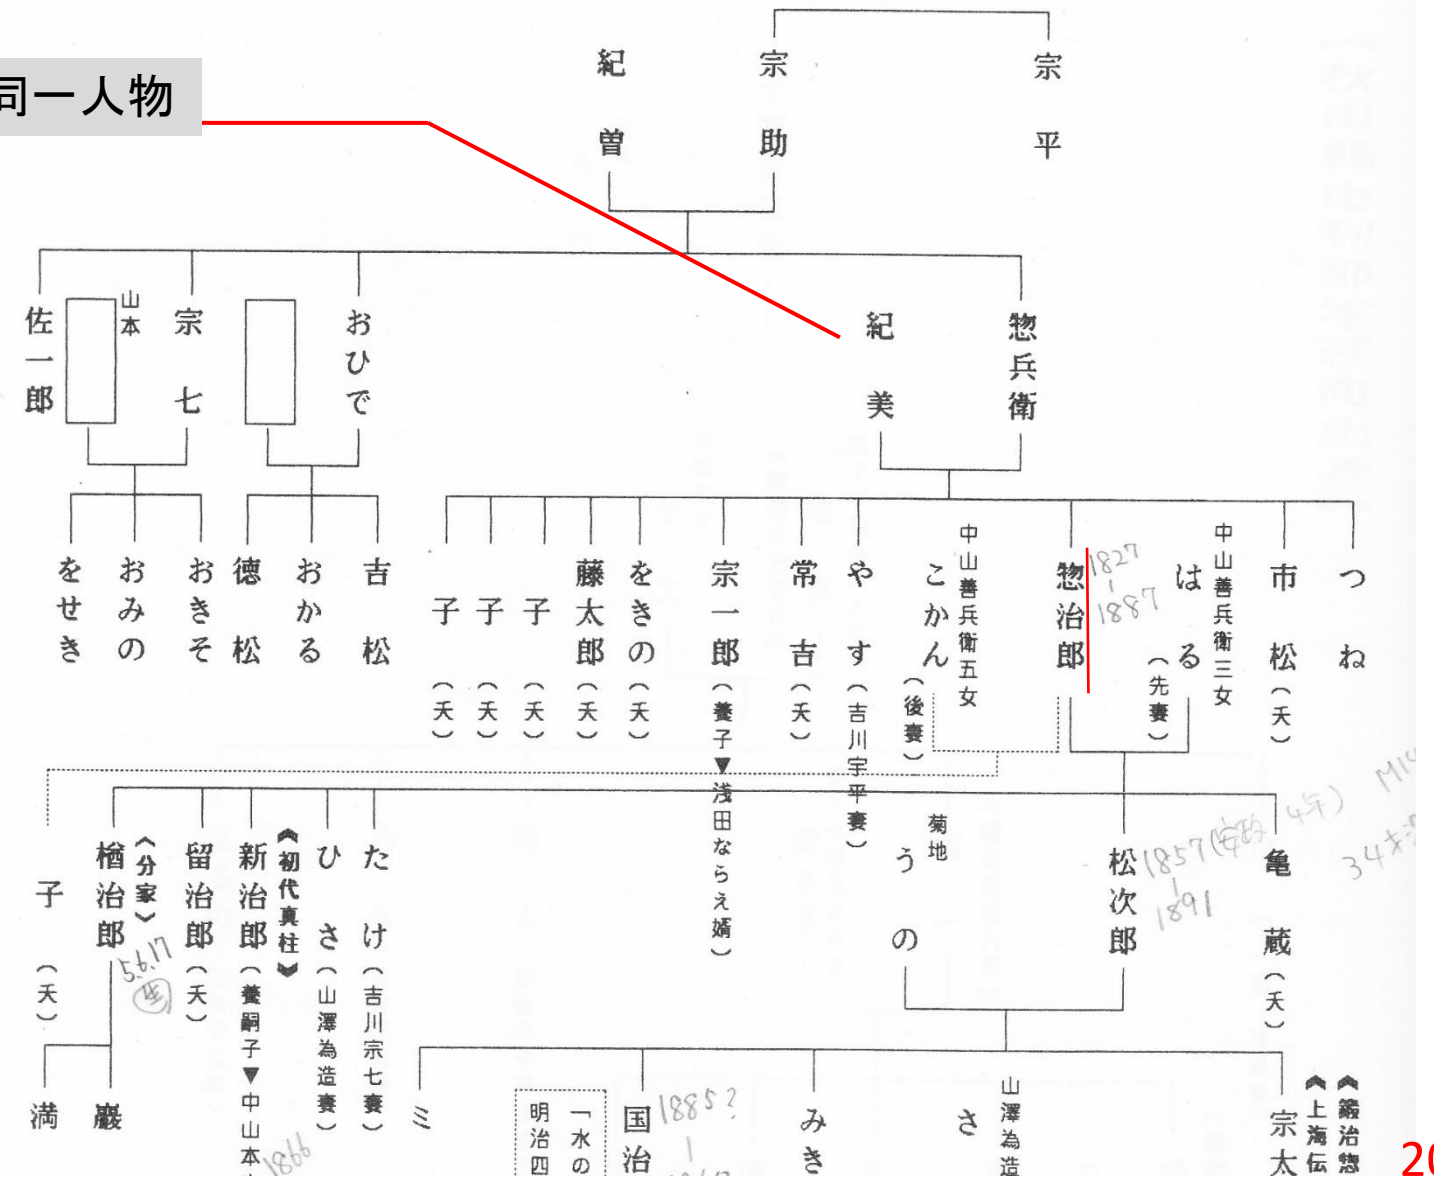 同一人物
宗平
宗助
紀曽
惣兵衛
紀美
おひで
宗七
山本
佐一郎
つね
市松(夭)
中山善兵衛三女
はる(先妻)
惣治郎
1827
1887
中山善兵衛五女
こかん(後妻)
やす(吉川宇平妻)
常吉(夭)
宗一郎(養子▼浅田ならえ婿)
をきの(夭)
藤太郎(夭)
子(夭)
子(夭)
子(夭)
吉松
おかる
徳松
おきそ
おみの
をせき
亀蔵(夭)
松次郎
1857(安政4年)
1891
菊地
うの
たけ(吉川宗七妻)
ひさ(山澤為造妻)
《初代真柱》
新治郎(養嗣子▼中山本
1866
留治郎(夭)
〈分家〉
楢治郎
5.6.17
子(夭)
《鍛治惣
《上海伝
宗太
山澤為造
さ
みき
国治
1885?
「水の
明治四
ミ
巖
満
20